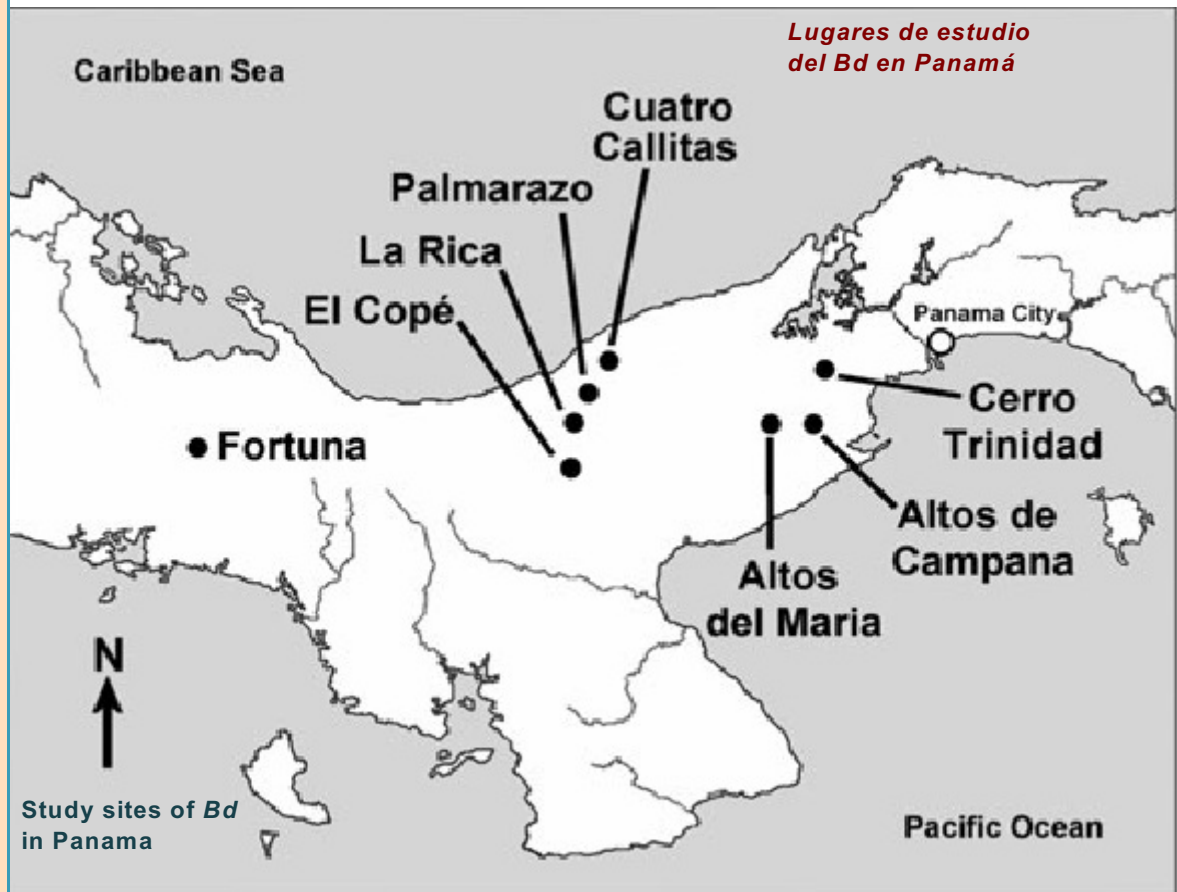 Lugares de estudio
del Bd en Panamá
Caribbean Sea
Cuatro
Callitas
Palmarazo
La Rica
El Copé
Panama City
Fortuna
Cerro
Trinidad
Altos de
Campana
Altos
del Maria
N
Study sites of Bd
in Panama
Pacific Ocean